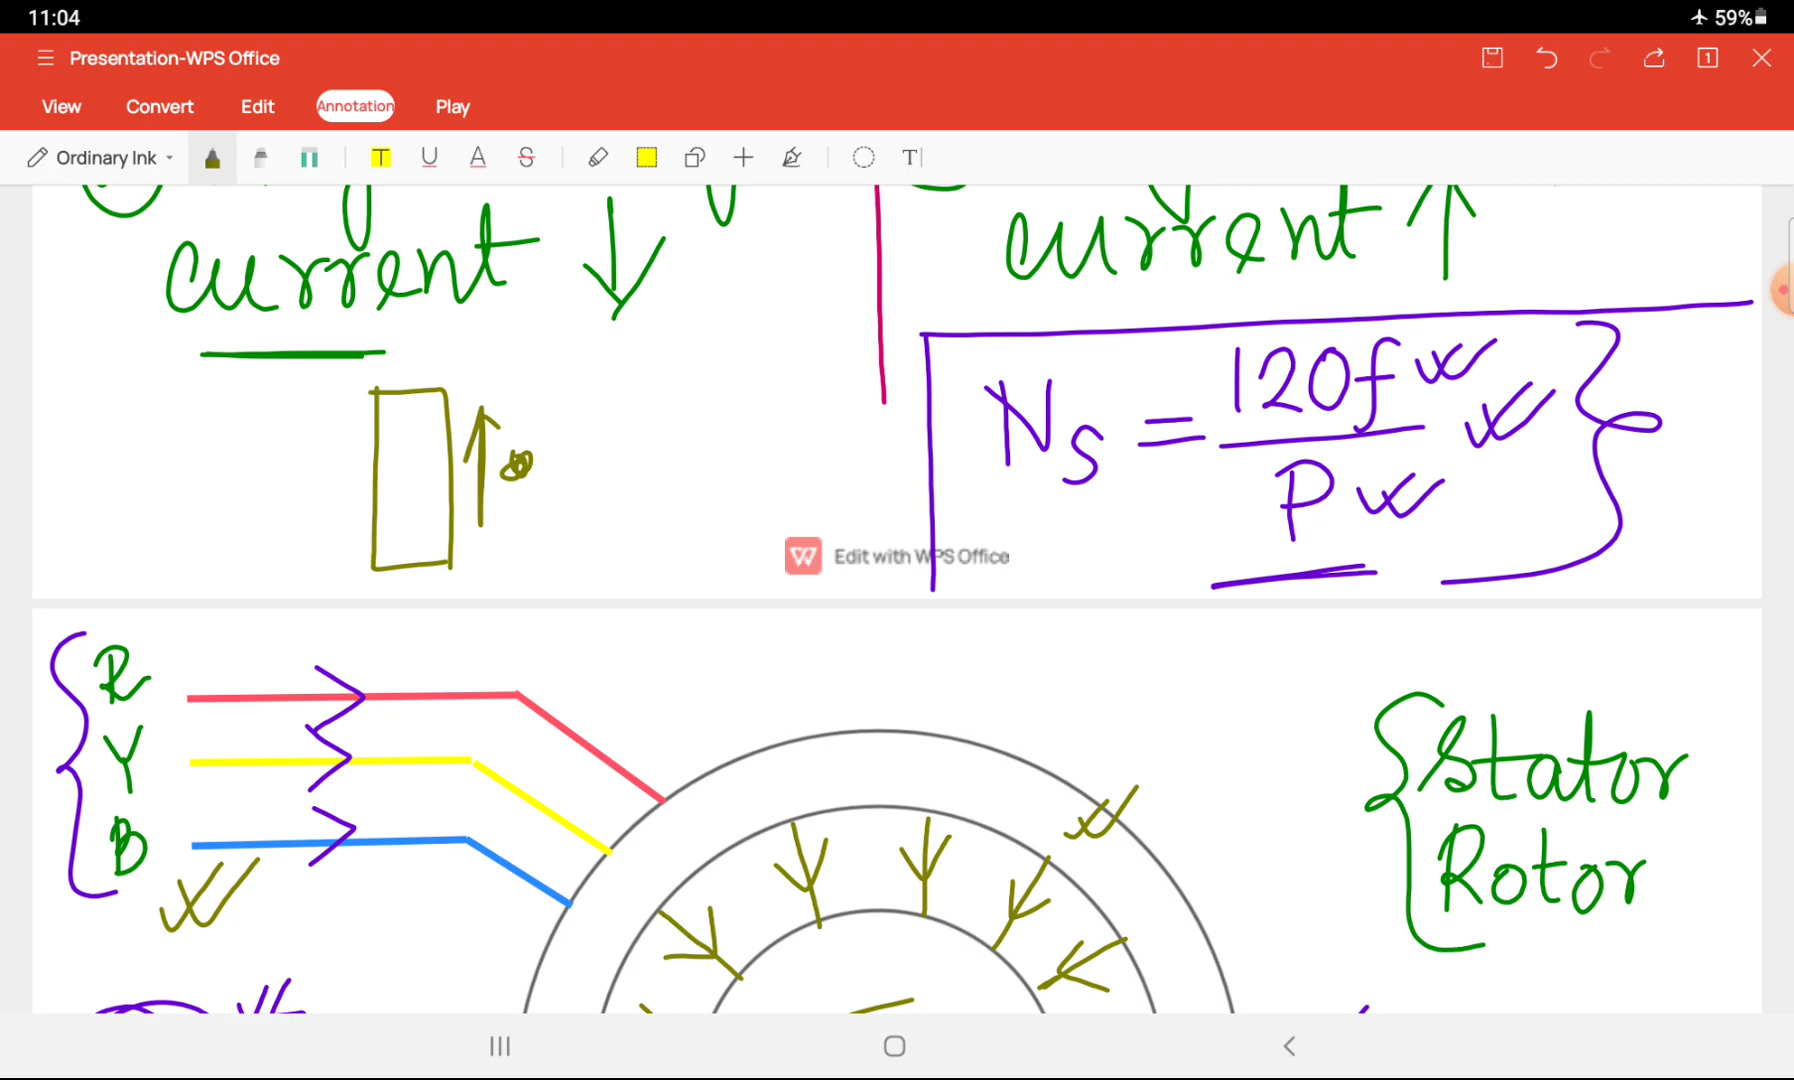 11:04
59%
Presentation-WPS Office
1
View Convert Edit Annotation Play
Ordinary Ink T U A S T
current ↓
current ↑
Ns = 120f / P
Edit with WPS Office
R
Y
B
Stator
Rotor